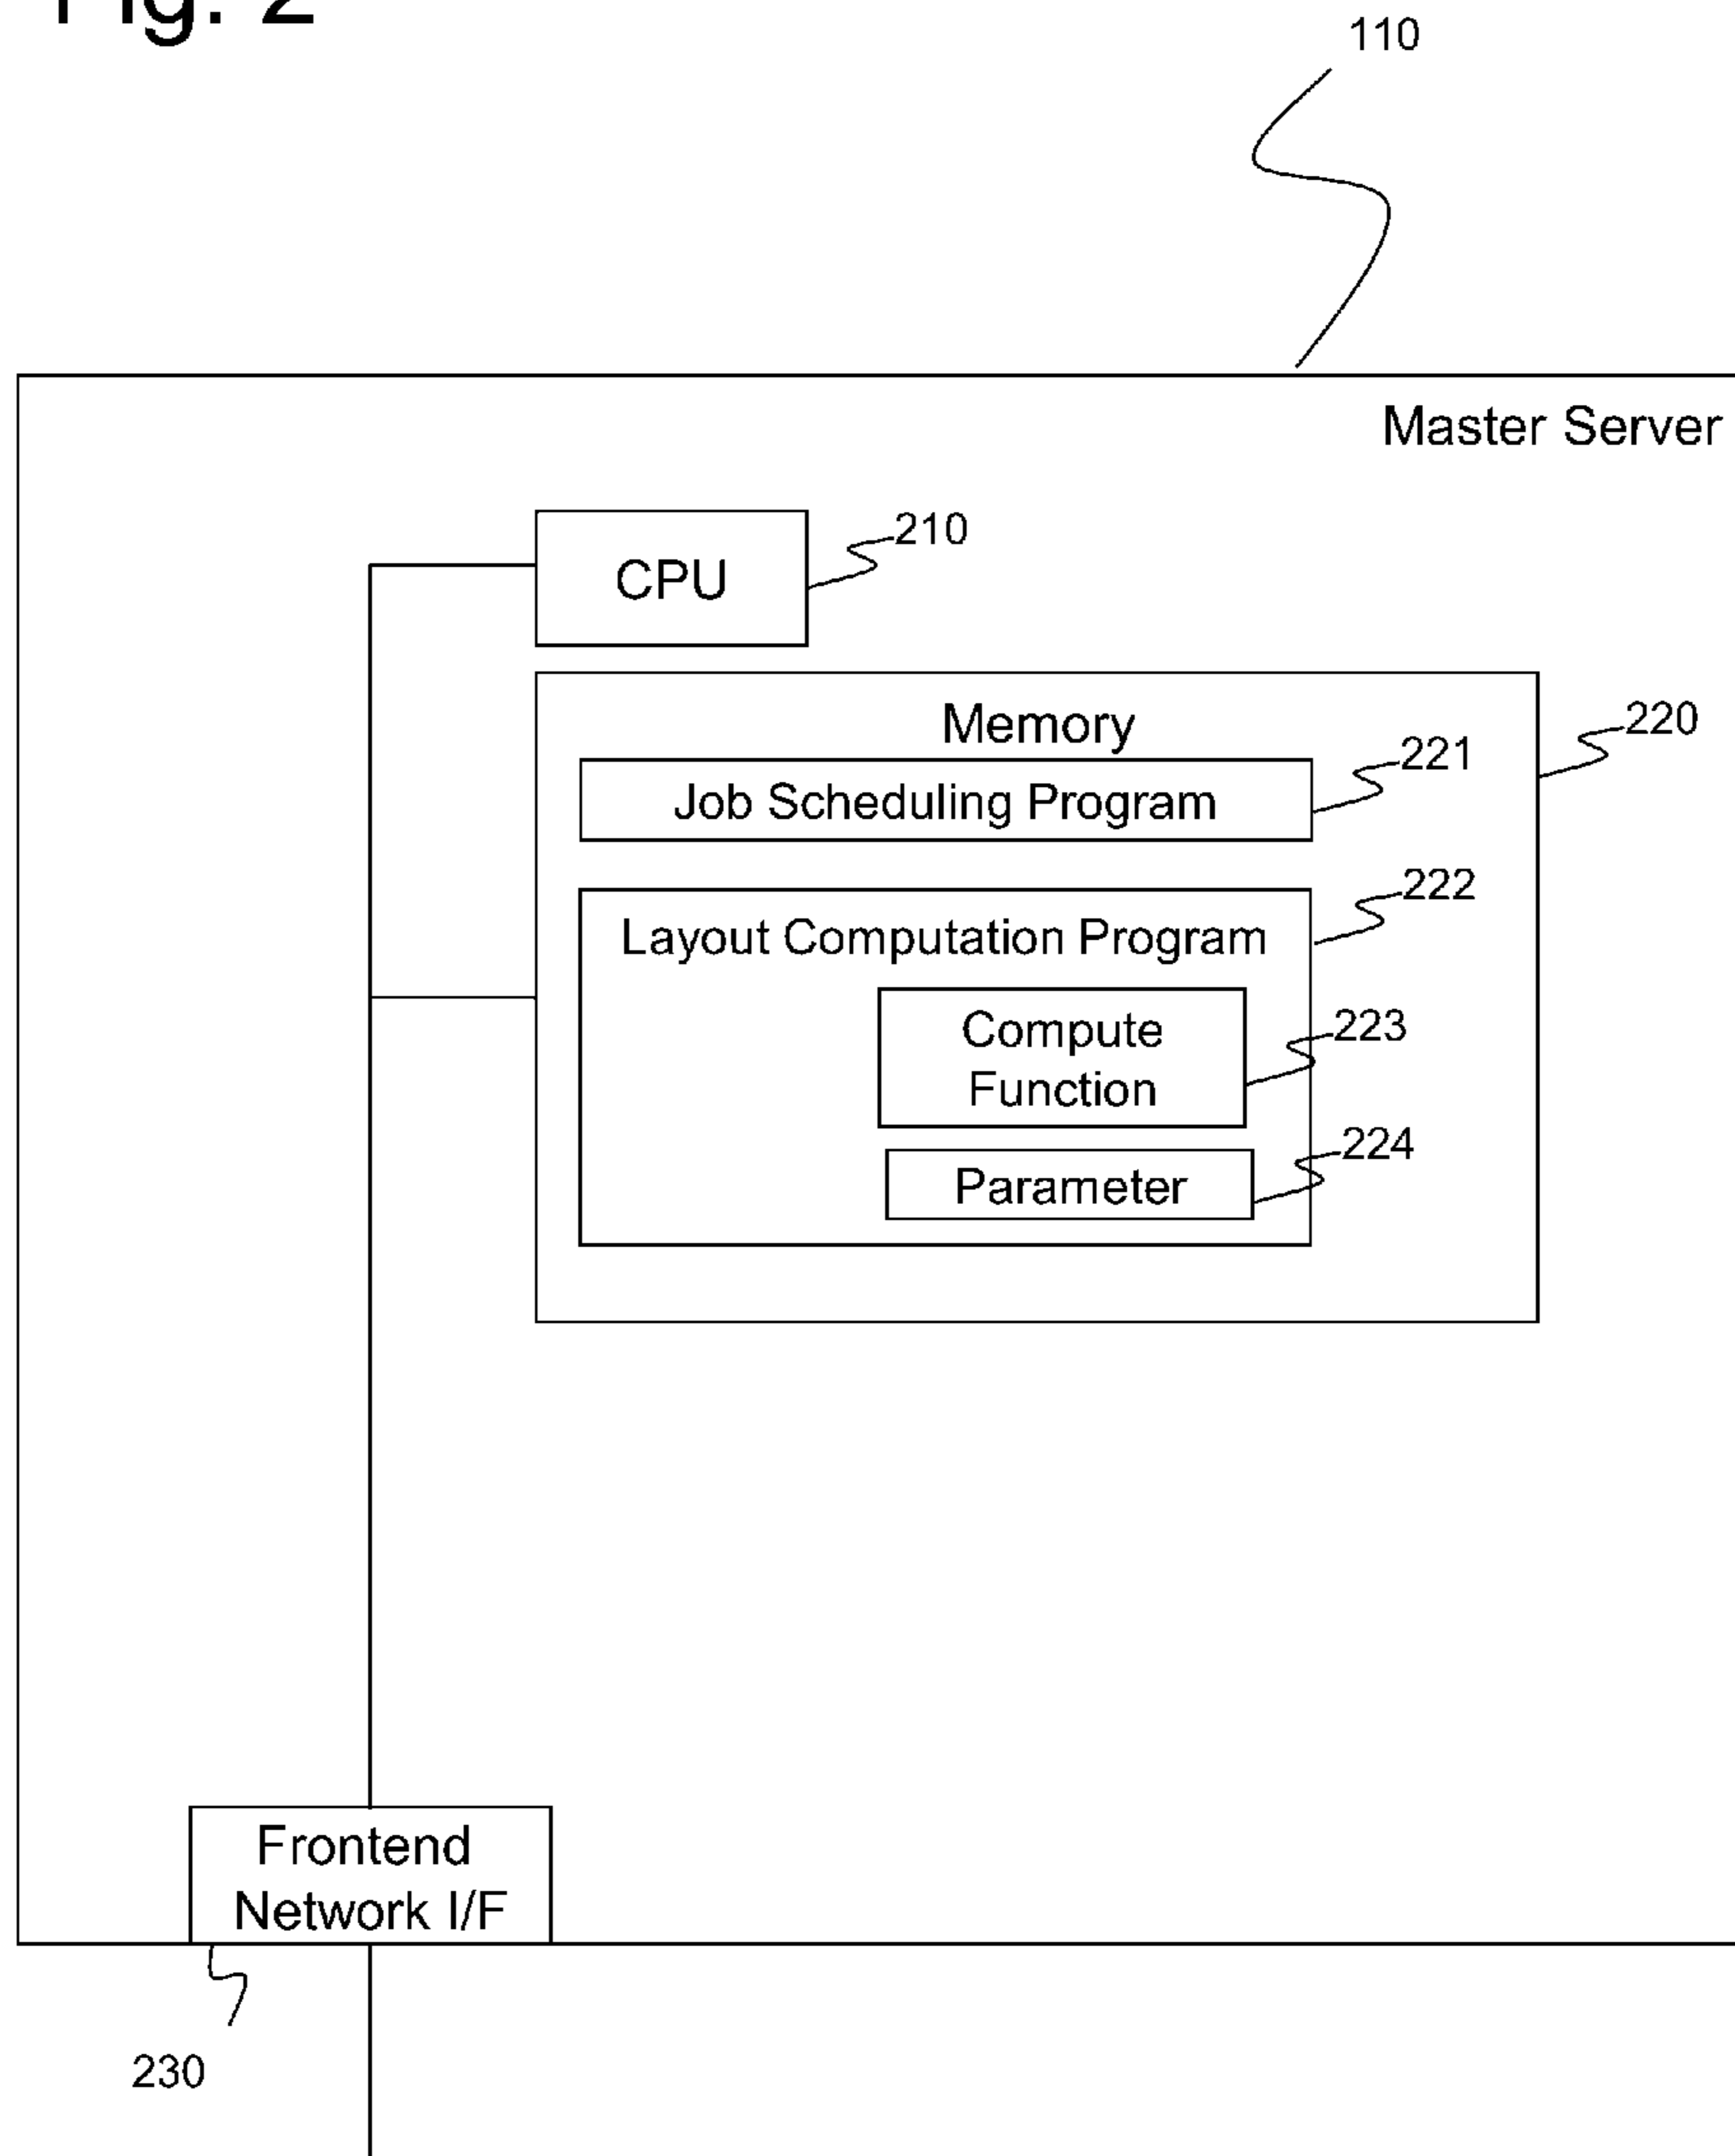 Fig. 2
110
Master Server
210
CPU
220
Memory
221
Job Scheduling Program
222
Layout Computation Program
223
Compute
Function
224
Parameter
Frontend
Network I/F
230